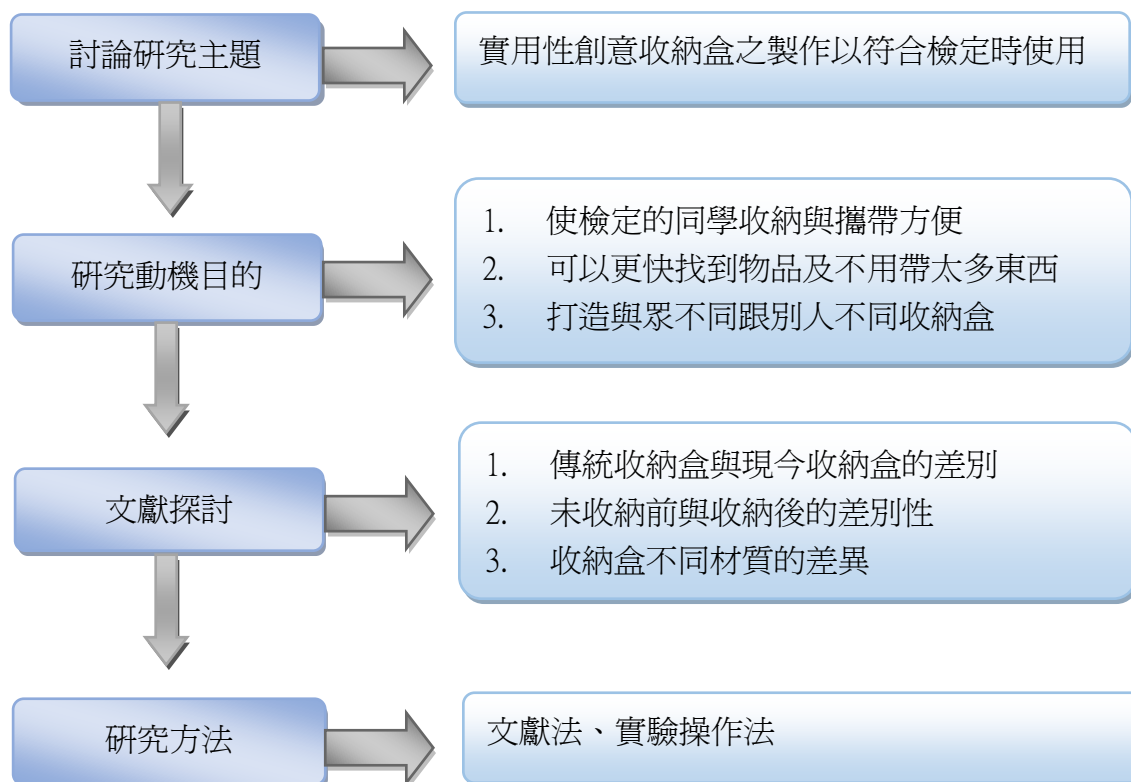 討論研究主題
實用性創意收納盒之製作以符合檢定時使用
研究動機目的
1. 使檢定的同學收納與攜帶方便
2. 可以更快找到物品及不用帶太多東西
3. 打造與眾不同跟別人不同收納盒
文獻探討
1. 傳統收納盒與現今收納盒的差別
2. 未收納前與收納後的差別性
3. 收納盒不同材質的差異
研究方法
文獻法、實驗操作法